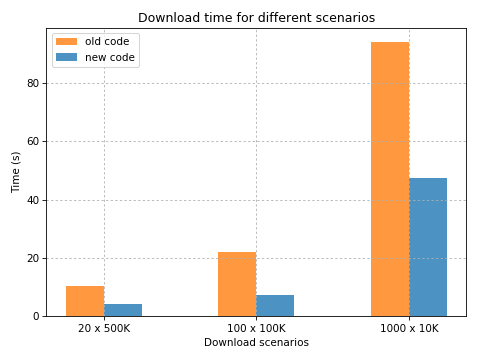 Download time for different scenarios
old code
new code
Time (s)
80
60
40
20
0
20 x 500K
100 x 100K
1000 x 10K
Download scenarios